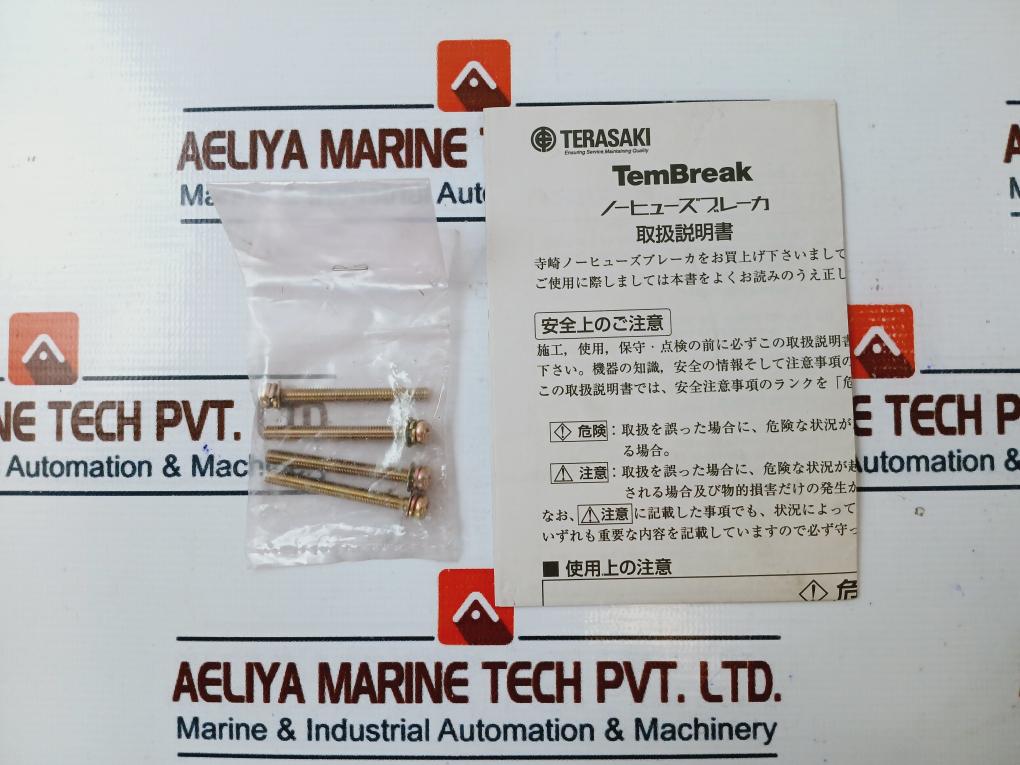 AELIYA MARINE TE
Automation
TERASAKI
Ensuring Service, Maintaining Quality
TemBreak
ノーヒューズブレーカ
取扱説明書
寺崎ノーヒューズブレーカをお買上げ下さいまして
ご使用に際しましては本書をよくお読みのうえ正し
安全上のご注意
施工,使用,保守・点検の前に必ずこの取扱説明書
下さい。機器の知識,安全の情報そして注意事項の
この取扱説明書では、安全注意事項のランクを「危
危険:取扱を誤った場合に、危険な状況が
る場合。
注意:取扱を誤った場合に、危険な状況が起
される場合及び物的損害だけの発生が
なお、注意に記載した事項でも、状況によって
いずれも重要な内容を記載していますので必ず守っ
■ 使用上の注意
危
NE TECH PVT. LTD
Automation & Mach
MARINE
utomation &
AELIYA MARINE TECH PVT. LTD.
Marine & Industrial Automation & Machinery